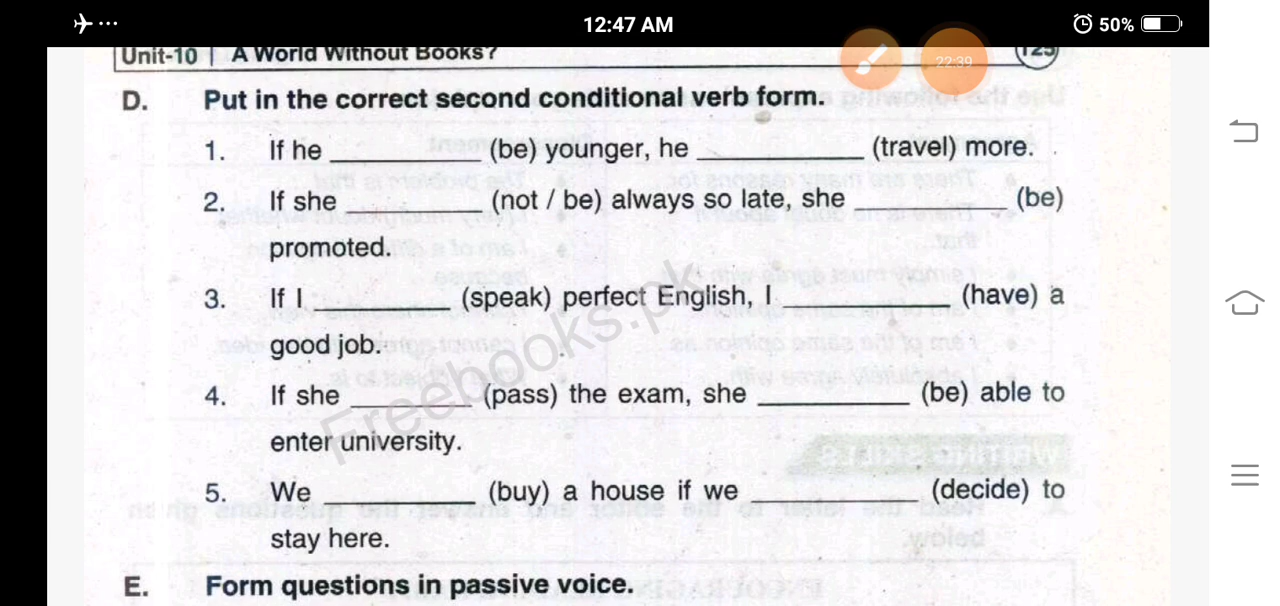 12:47 AM
50%
Unit-10 A World Without Books? 125
22:39
D. Put in the correct second conditional verb form.
1. If he __________ (be) younger, he __________ (travel) more.
2. If she __________ (not / be) always so late, she __________ (be)
promoted.
3. If I __________ (speak) perfect English, I __________ (have) a
good job.
4. If she __________ (pass) the exam, she __________ (be) able to
enter university.
5. We __________ (buy) a house if we __________ (decide) to
stay here.
E. Form questions in passive voice.
Freebooks.pk